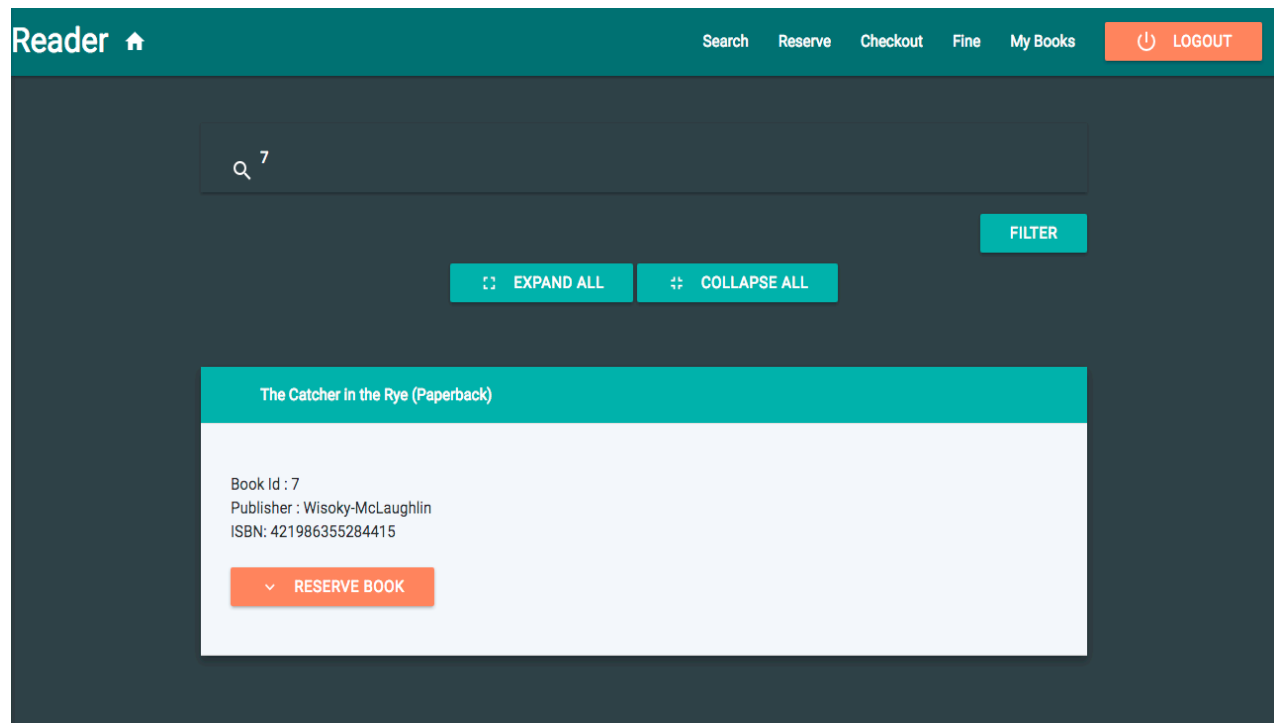 Reader
Search Reserve Checkout Fine My Books LOGOUT
7
FILTER
EXPAND ALL COLLAPSE ALL
The Catcher in the Rye (Paperback)
Book Id : 7
Publisher : Wisoky-McLaughlin
ISBN: 421986355284415
RESERVE BOOK